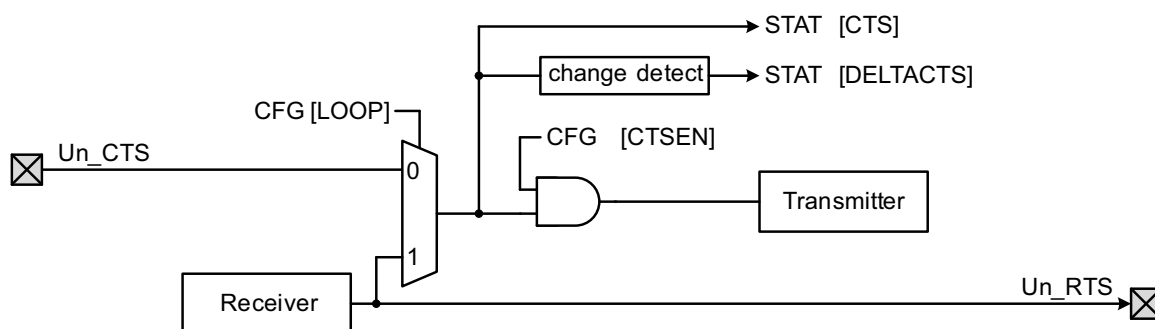 STAT [CTS]
change detect
STAT [DELTACTS]
CFG [LOOP]
CFG [CTSEN]
Un_CTS
0
Transmitter
1
Receiver
Un_RTS